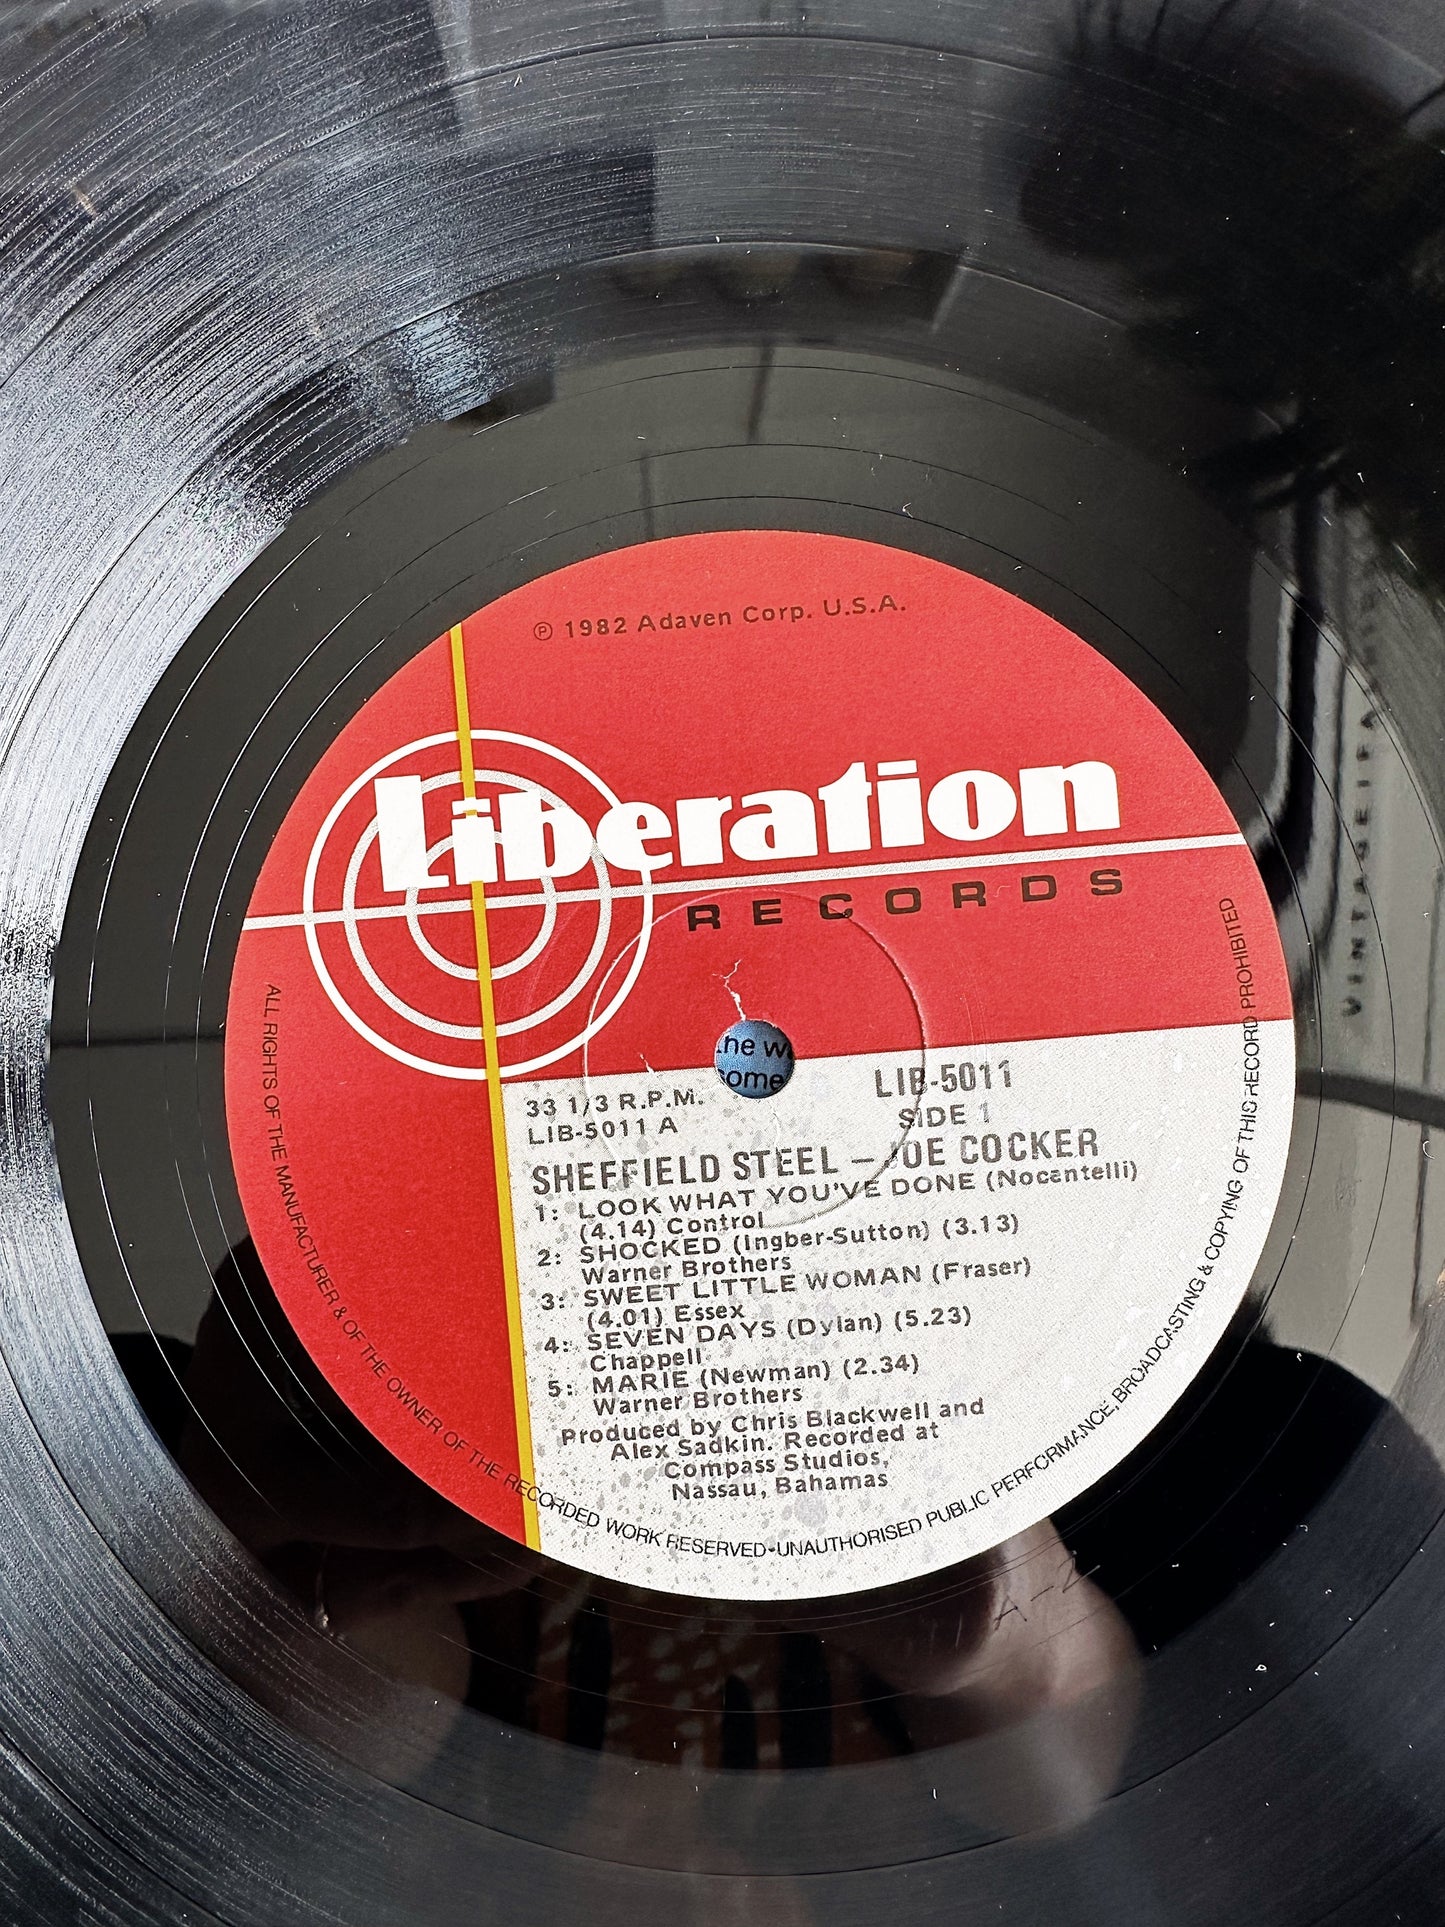 ℗ 1982 Adaven Corp. U.S.A.
Liberation
RECORDS
he w
ome
33 1/3 R.P.M.
LIB-5011 A
LIB-5011
SIDE 1
SHEFFIELD STEEL – JOE COCKER
1: LOOK WHAT YOU'VE DONE (Nocentelli)
(4.14) Control
2: SHOCKED (Ingber-Sutton) (3.13)
Warner Brothers
3: SWEET LITTLE WOMAN (Fraser)
(4.01) Essex
4: SEVEN DAYS (Dylan) (5.23)
Chappell
5: MARIE (Newman) (2.34)
Warner Brothers
Produced by Chris Blackwell and
Alex Sadkin. Recorded at
Compass Studios,
Nassau, Bahamas
ALL RIGHTS OF THE MANUFACTURER & OF THE OWNER OF THE RECORDED WORK RESERVED•UNAUTHORISED PUBLIC PERFORMANCE, BROADCASTING & COPYING OF THIS RECORD PROHIBITED
A-2